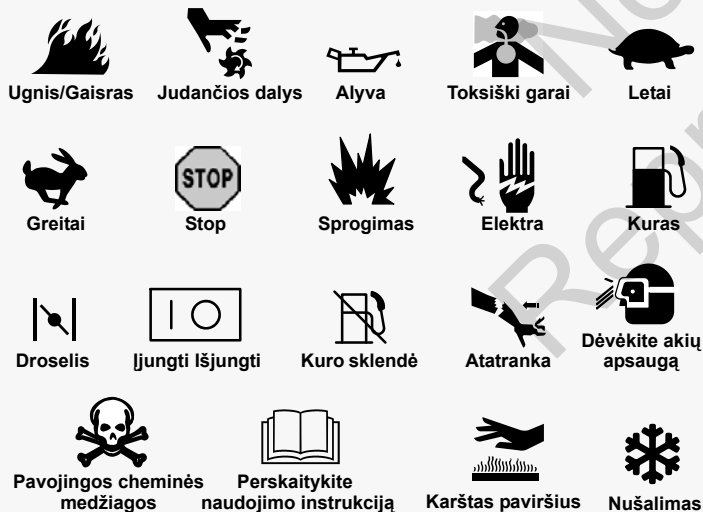 Ugnis/Gaisras
Judančios dalys
Alyva
Toksiški garai
Letai
STOP
Greitai
Stop
Sprogimas
Elektra
Kuras
Droselis
Įjungti Išjungti
Kuro sklendė
Atatranka
Dėvėkite akių
apsaugą
Pavojingos cheminės
medžiagos
Perskaitykite
naudojimo instrukciją
Karštas paviršius
Nušalimas